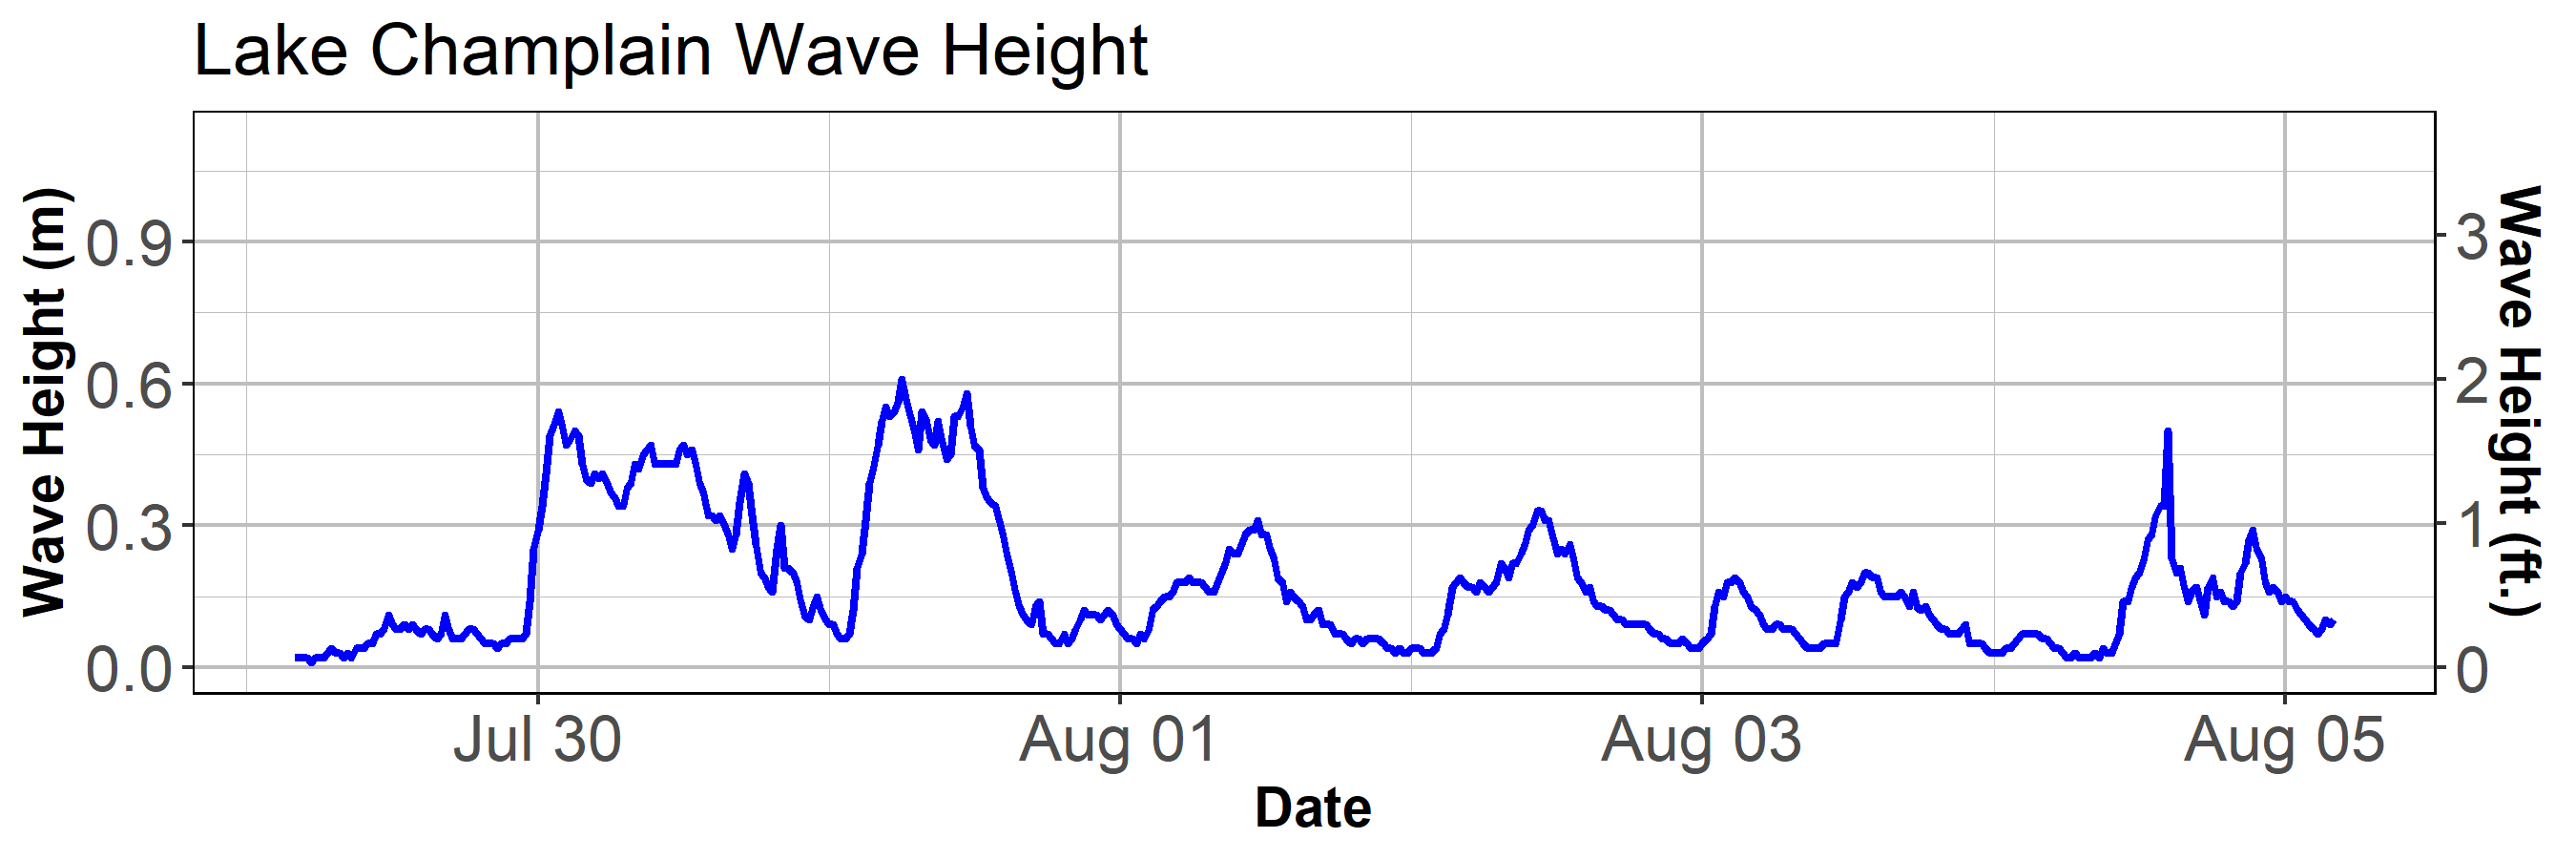 Lake Champlain Wave Height
Wave Height (m)
0.9
0.6
0.3
0.0
3
2
1
0
Wave Height (ft.)
Jul 30 Aug 01 Aug 03 Aug 05
Date